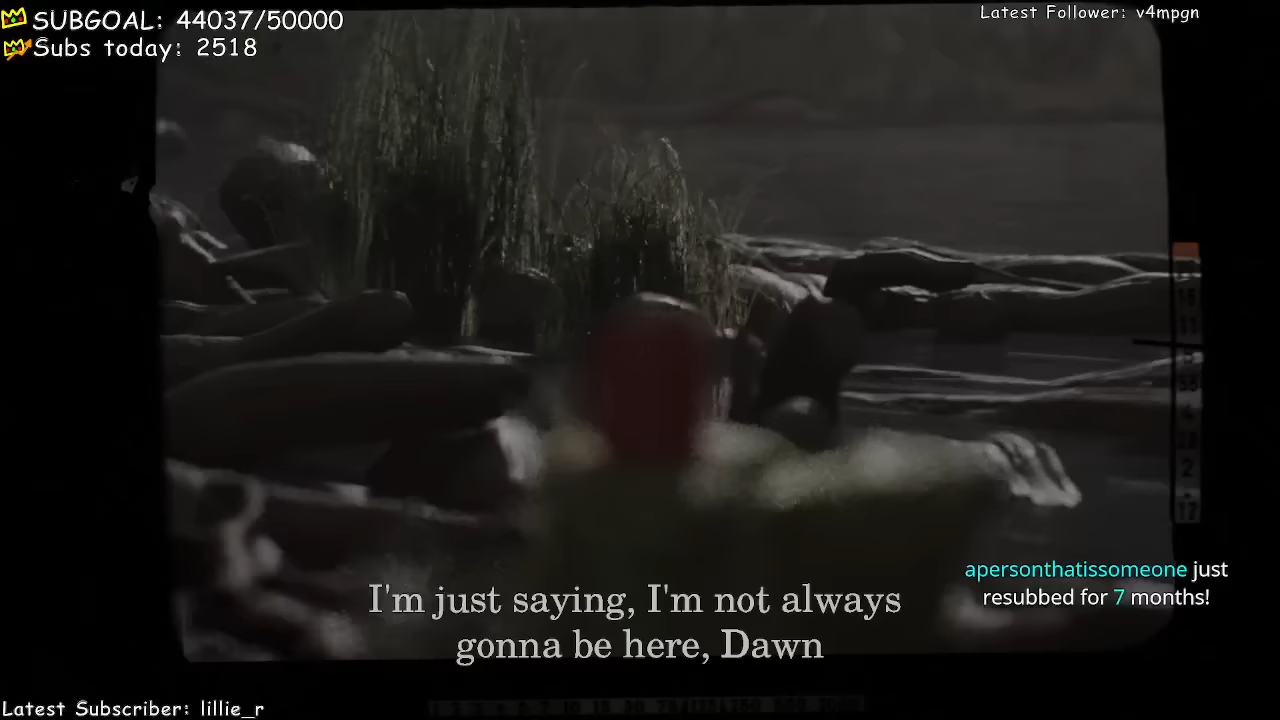 SUBGOAL: 44037/50000
Subs today: 2518
Latest Follower: v4mpgn
apersonthatissomeone just
resubbed for 7 months!
I'm just saying, I'm not always
gonna be here, Dawn
Latest Subscriber: lillie_r